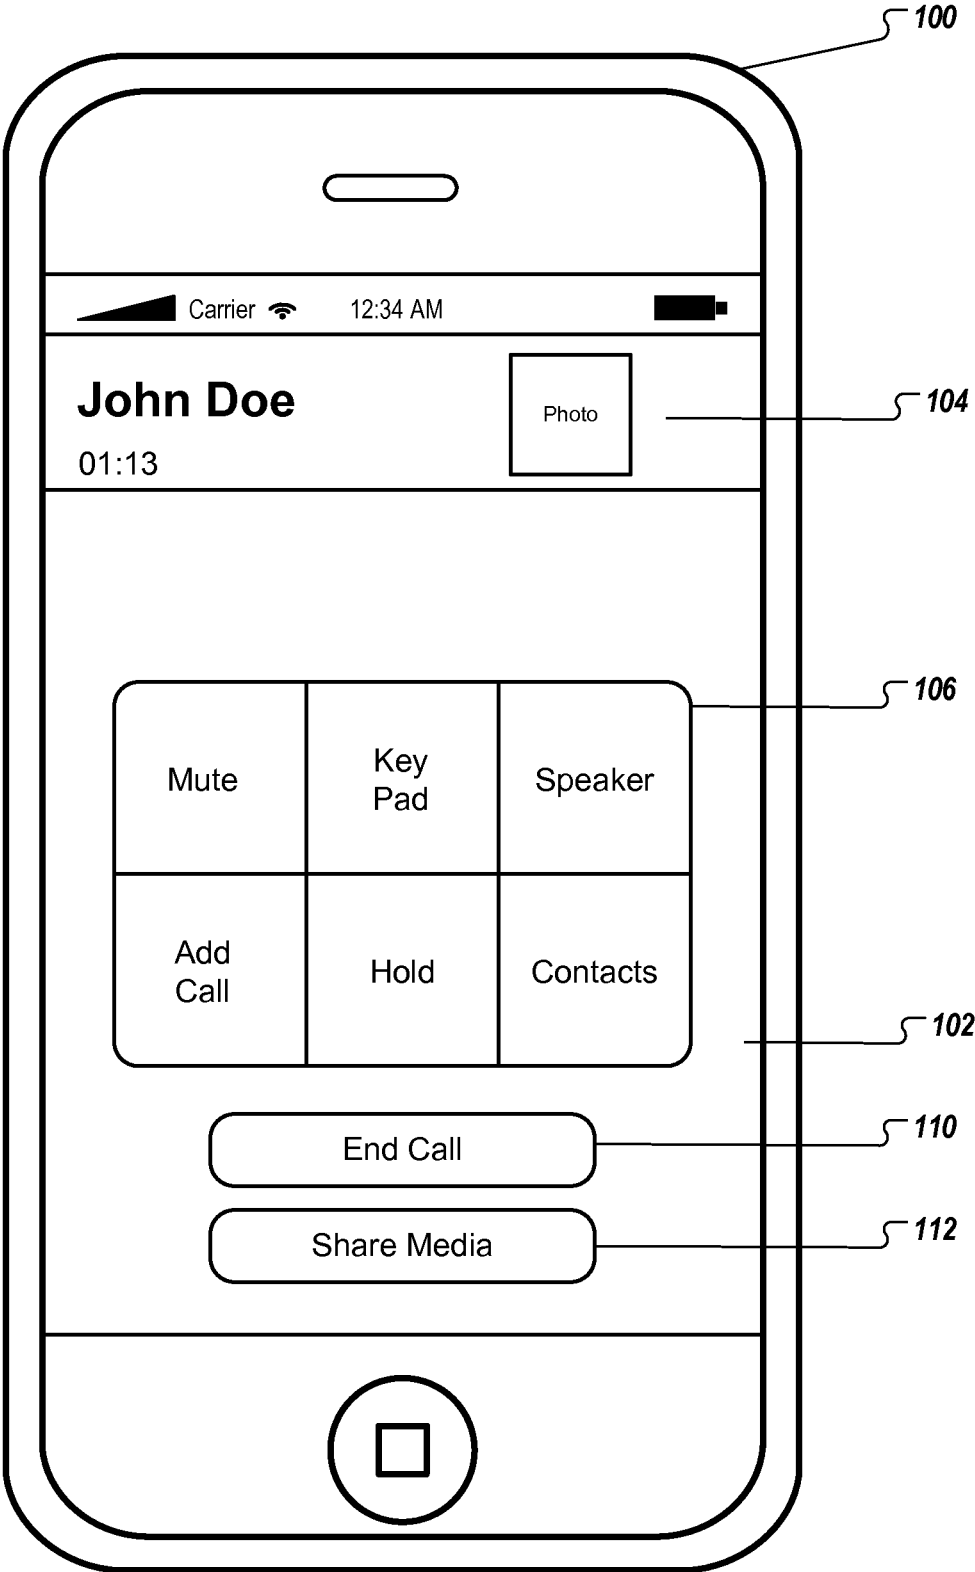 100
Carrier 12:34 AM
John Doe
Photo
104
01:13
106
Mute
Key
Pad
Speaker
Add
Call
Hold
Contacts
102
End Call
110
Share Media
112